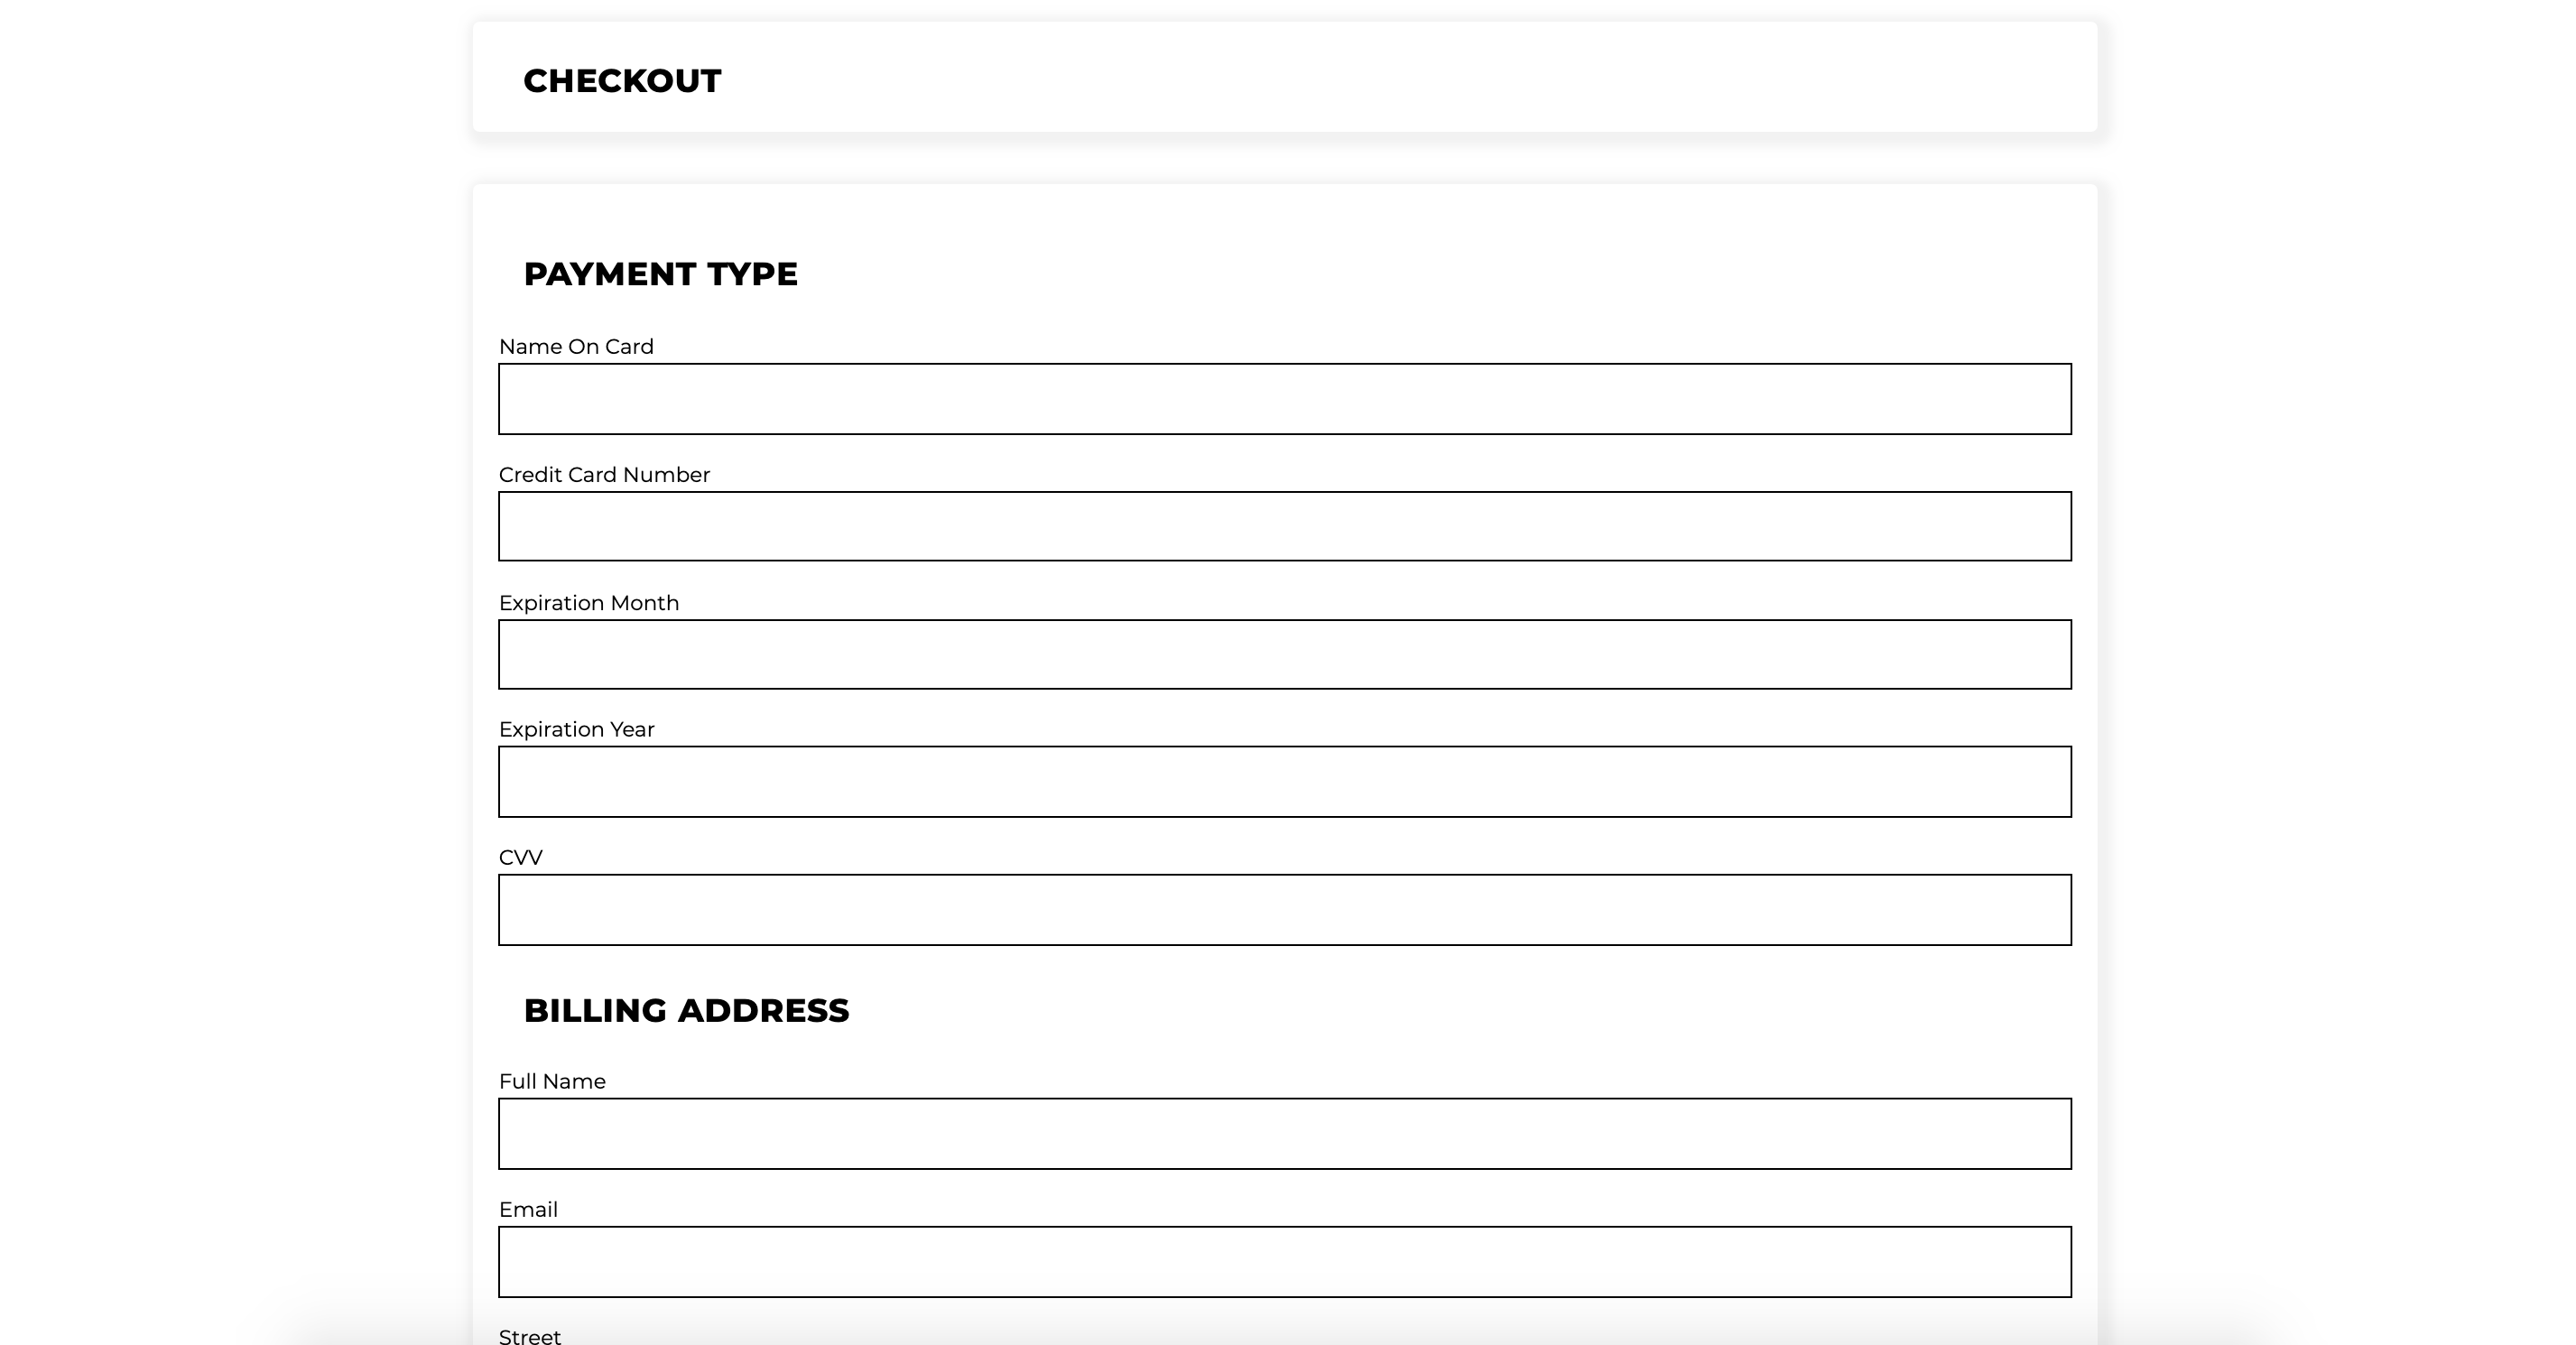 CHECKOUT
PAYMENT TYPE
Name On Card
Credit Card Number
Expiration Month
Expiration Year
CVV
BILLING ADDRESS
Full Name
Email
Street